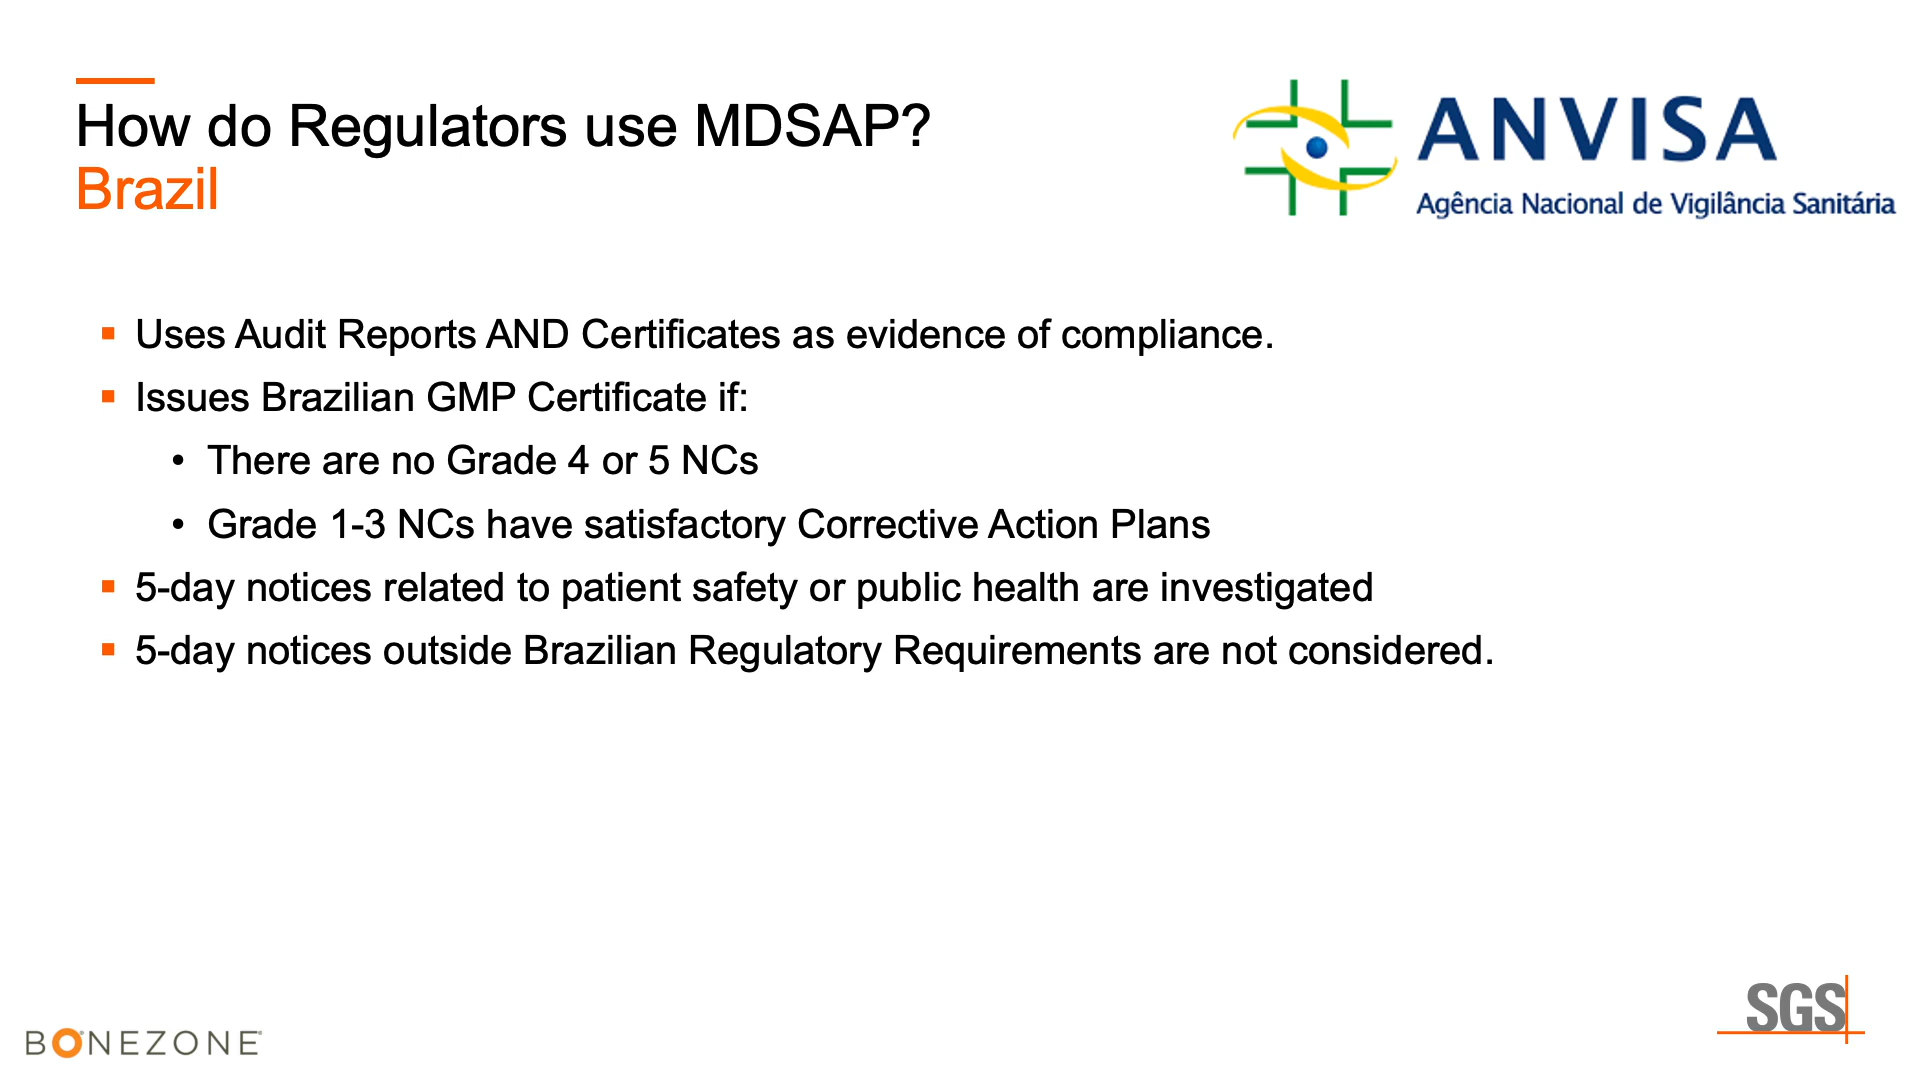 How do Regulators use MDSAP?
Brazil
ANVISA
Agência Nacional de Vigilância Sanitária
Uses Audit Reports AND Certificates as evidence of compliance.
Issues Brazilian GMP Certificate if:
There are no Grade 4 or 5 NCs
Grade 1-3 NCs have satisfactory Corrective Action Plans
5-day notices related to patient safety or public health are investigated
5-day notices outside Brazilian Regulatory Requirements are not considered.
BONEZONE
SGS